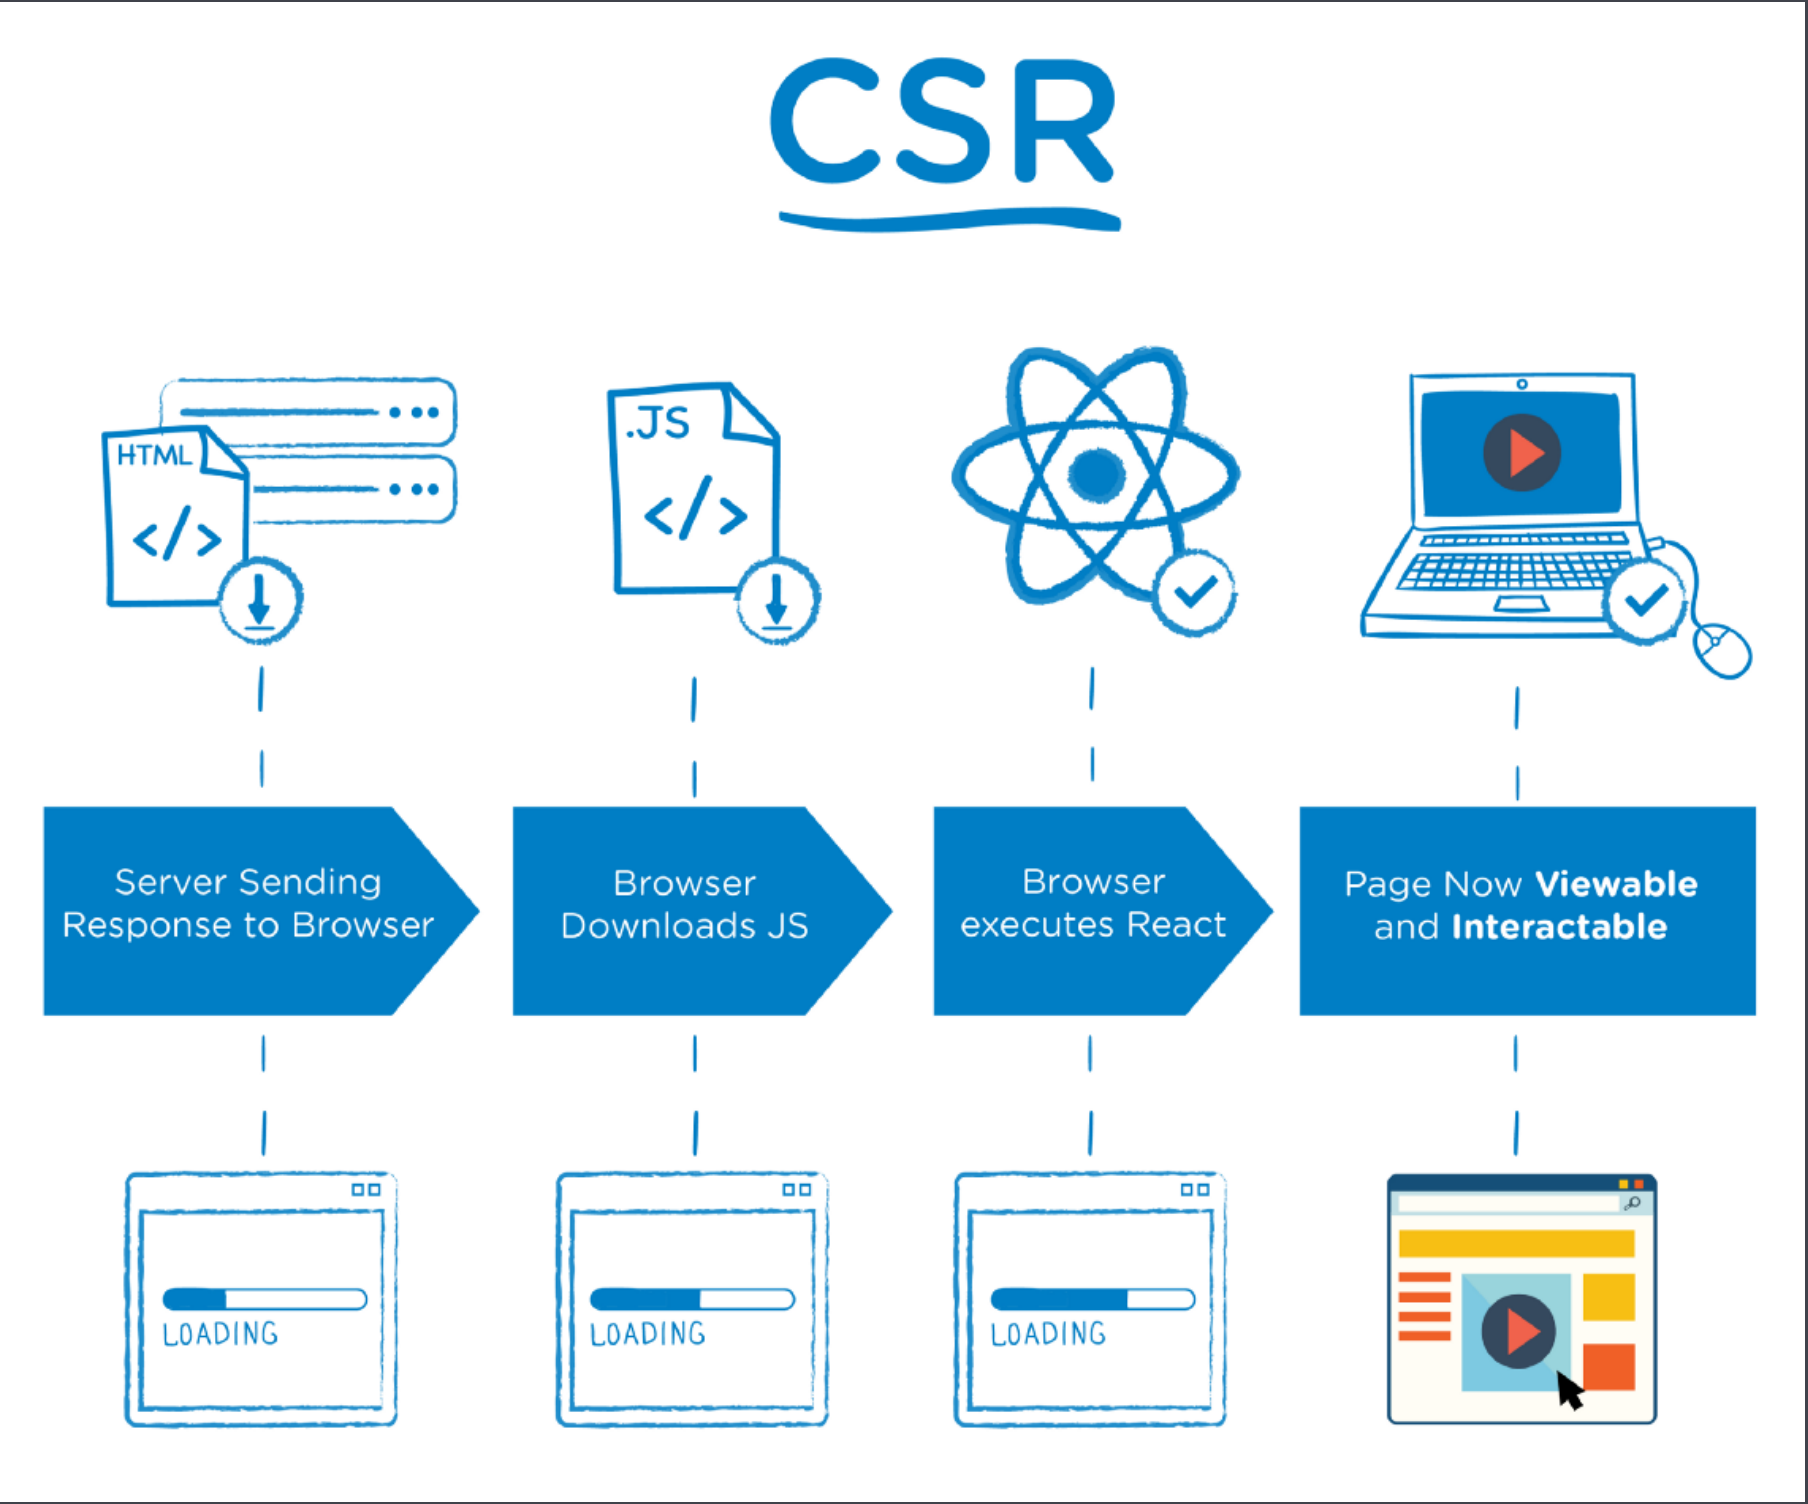 CSR
HTML
</>
.JS
</>
Server Sending
Response to Browser
Browser
Downloads JS
Browser
executes React
Page Now Viewable
and Interactable
LOADING
LOADING
LOADING